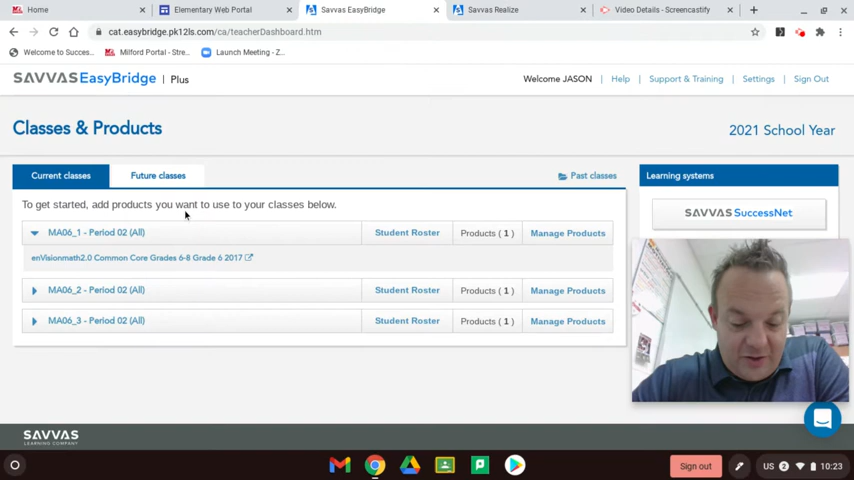 Home
Elementary Web Portal
Savvas EasyBridge
Savvas Realize
Video Details - Screencastify
cat.easybridge.pk12ls.com/ca/teacherDashboard.htm
Welcome to Succes...
Milford Portal - Stre...
Launch Meeting - Z...
SAVVAS EASYBRIDGE | Plus
Welcome JASON | Help | Support & Training | Settings | Sign Out
Classes & Products
2021 School Year
Current classes
Future classes
Past classes
Learning systems
To get started, add products you want to use to your classes below.
SAVVAS SuccessNet
MA06_1 - Period 02 (All) Student Roster Products ( 1 ) Manage Products
enVisionmath2.0 Common Core Grades 6-8 Grade 6 2017
MA06_2 - Period 02 (All) Student Roster Products ( 1 ) Manage Products
MA06_3 - Period 02 (All) Student Roster Products ( 1 ) Manage Products
SAVVAS
LEARNING COMPANY
Sign out
US 2 10:23